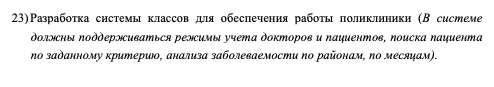 23) Разработка системы классов для обеспечения работы поликлиники (В системе
должны поддерживаться режимы учета докторов и пациентов, поиска пациента
по заданному критерию, анализа заболеваемости по районам, по месяцам).